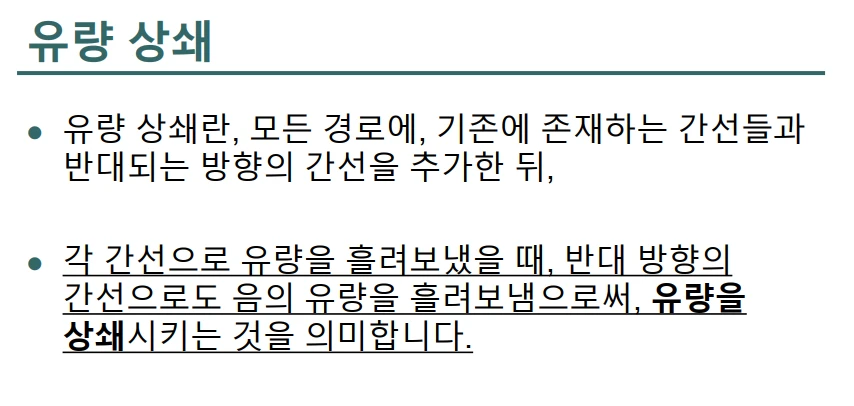 유량 상쇄
● 유량 상쇄란, 모든 경로에, 기존에 존재하는 간선들과
반대되는 방향의 간선을 추가한 뒤,
● 각 간선으로 유량을 흘려보냈을 때, 반대 방향의
간선으로도 음의 유량을 흘려보냄으로써, 유량을
상쇄시키는 것을 의미합니다.